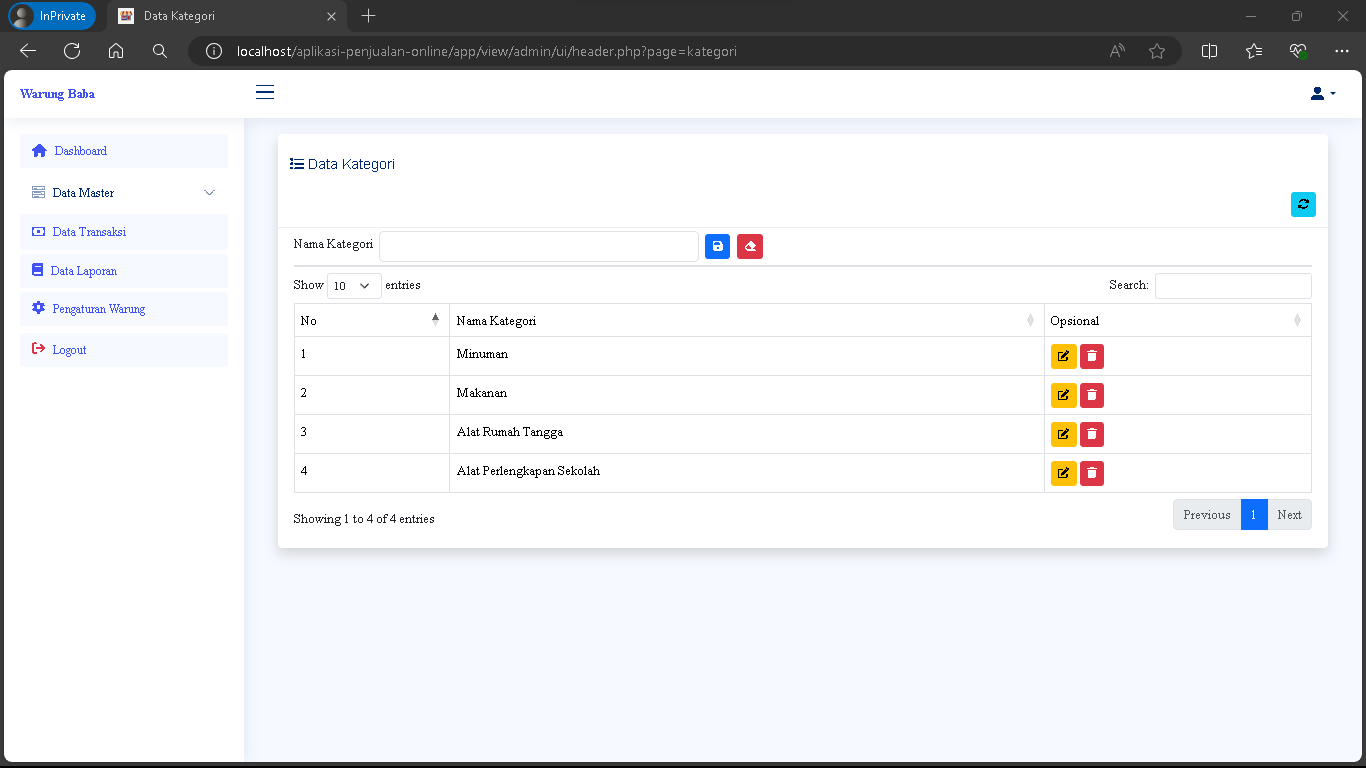 InPrivate
Data Kategori
localhost/aplikasi-penjualan-online/app/view/admin/ui/header.php?page=kategori
Warung Baba
Dashboard
Data Master
Data Transaksi
Data Laporan
Pengaturan Warung
Logout
Data Kategori
Nama Kategori
Show 10 entries Search:
No Nama Kategori Opsional
1 Minuman
2 Makanan
3 Alat Rumah Tangga
4 Alat Perlengkapan Sekolah
Showing 1 to 4 of 4 entries
Previous 1 Next